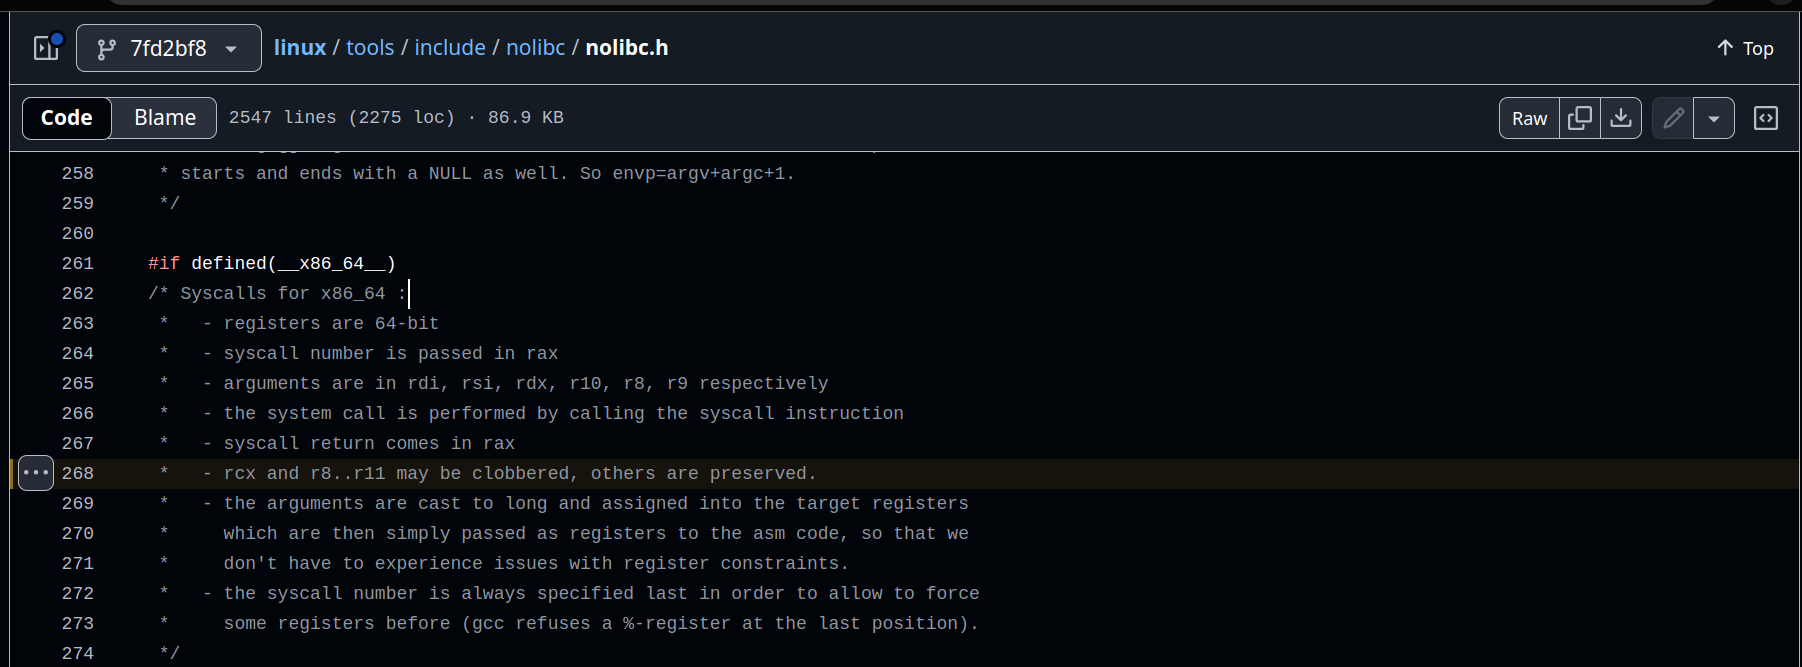 7fd2bf8 linux / tools / include / nolibc / nolibc.h Top
Code Blame 2547 lines (2275 loc) · 86.9 KB Raw
258 * starts and ends with a NULL as well. So envp=argv+argc+1.
259 */
260
261 #if defined(__x86_64__)
262 /* Syscalls for x86_64 :
263 *   - registers are 64-bit
264 *   - syscall number is passed in rax
265 *   - arguments are in rdi, rsi, rdx, r10, r8, r9 respectively
266 *   - the system call is performed by calling the syscall instruction
267 *   - syscall return comes in rax
268 *   - rcx and r8..r11 may be clobbered, others are preserved.
269 *   - the arguments are cast to long and assigned into the target registers
270 *     which are then simply passed as registers to the asm code, so that we
271 *     don't have to experience issues with register constraints.
272 *   - the syscall number is always specified last in order to allow to force
273 *     some registers before (gcc refuses a %-register at the last position).
274 */